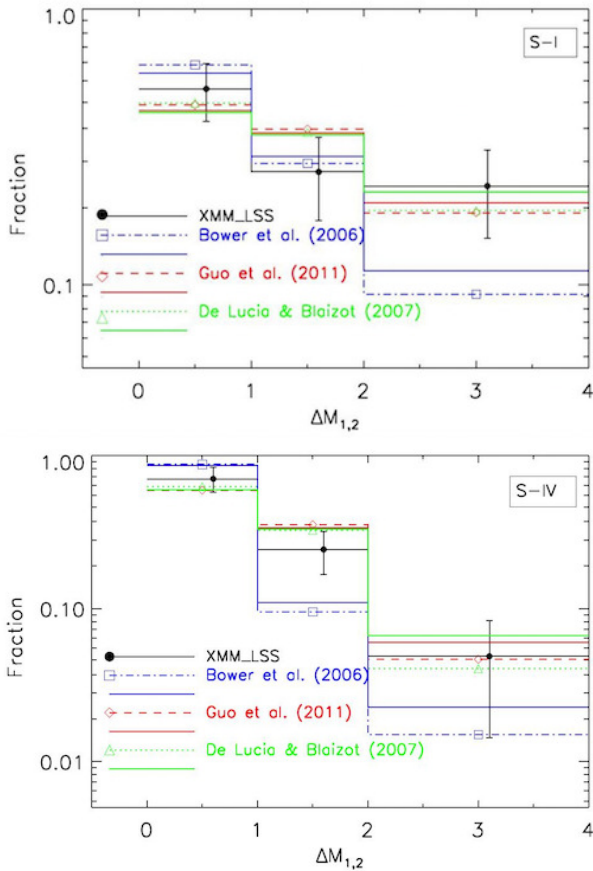 1.0
S-I
Fraction
XMM_LSS
Bower et al. (2006)
Guo et al. (2011)
De Lucia & Blaizot (2007)
0.1
0 1 2 3 4
ΔM1,2
1.00
S-IV
Fraction
0.10
XMM_LSS
Bower et al. (2006)
Guo et al. (2011)
De Lucia & Blaizot (2007)
0.01
0 1 2 3 4
ΔM1,2